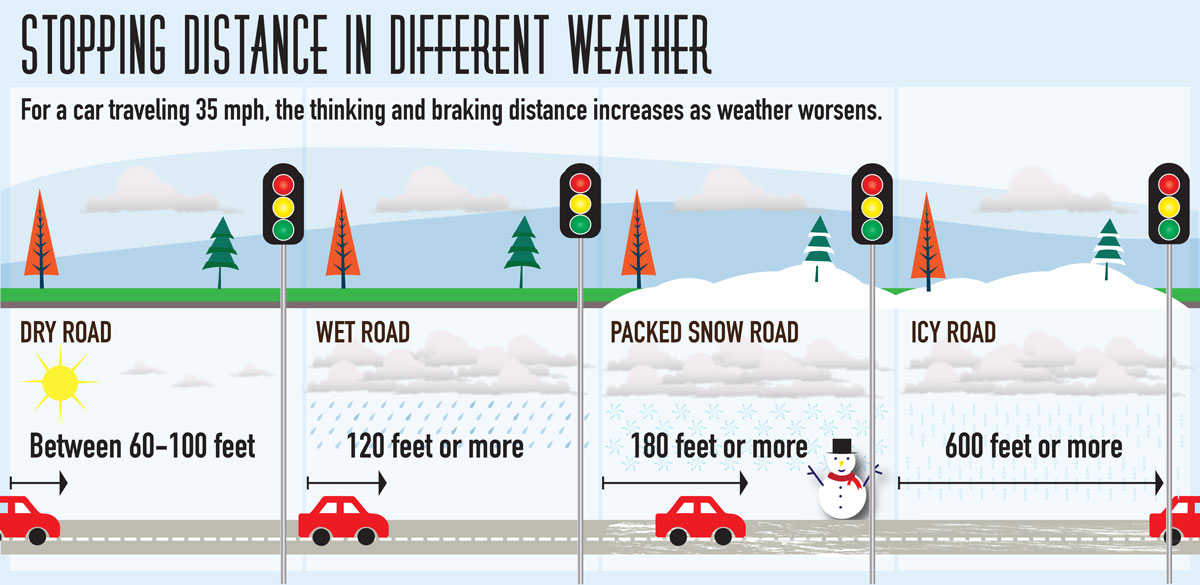 STOPPING DISTANCE IN DIFFERENT WEATHER
For a car traveling 35 mph, the thinking and braking distance increases as weather worsens.
DRY ROAD
Between 60–100 feet
WET ROAD
120 feet or more
PACKED SNOW ROAD
180 feet or more
ICY ROAD
600 feet or more